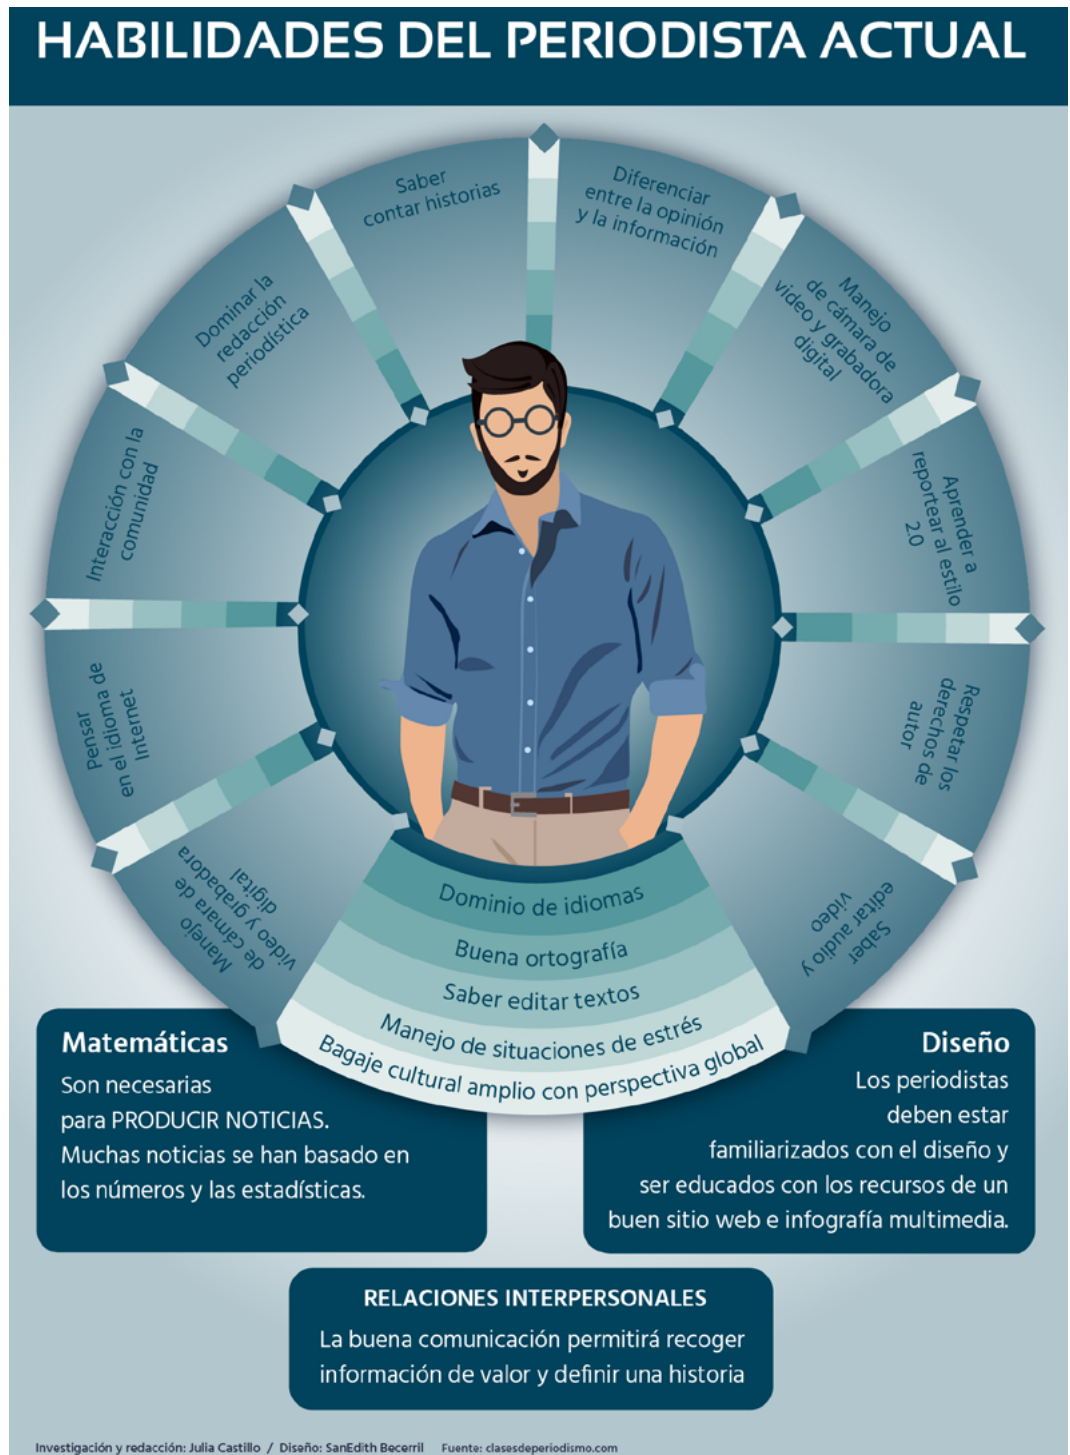 HABILIDADES DEL PERIODISTA ACTUAL
Saber
contar historias
Diferenciar
entre la opinión
y la información
Manejo
de cámara de
video y grabadora
digital
Aprender a
reportear al estilo
2.0
Respetar los
derechos de
autor
Saber
editar audio y
video
Manejo
de cámara de
video y grabadora
digital
Pensar
en el idioma de
Internet
Interacción con la
comunidad
Dominar la
redacción
periodística
Dominio de idiomas
Buena ortografía
Saber editar textos
Manejo de situaciones de estrés
Bagaje cultural amplio con perspectiva global
Matemáticas
Son necesarias
para PRODUCIR NOTICIAS.
Muchas noticias se han basado en
los números y las estadísticas.
Diseño
Los periodistas
deben estar
familiarizados con el diseño y
ser educados con los recursos de un
buen sitio web e infografía multimedia.
RELACIONES INTERPERSONALES
La buena comunicación permitirá recoger
información de valor y definir una historia
Investigación y redacción: Julia Castillo / Diseño: SanEdith Becerril Fuente: clasesdeperiodismo.com